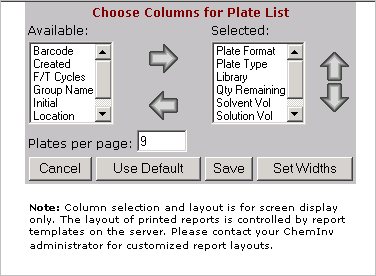 Choose Columns for Plate List
Available:
Selected:
Barcode
Created
F/T Cycles
Group Name
Initial
Location
Plate Format
Plate Type
Library
Qty Remaining
Solvent Vol
Solution Vol
Plates per page: 9
Cancel
Use Default
Save
Set Widths
Note: Column selection and layout is for screen display
only. The layout of printed reports is controlled by report
templates on the server. Please contact your ChemInv
administrator for customized report layouts.